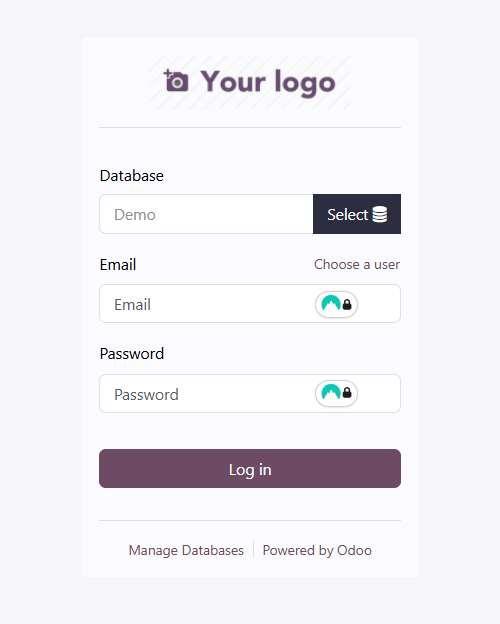 Your logo
Database
Demo
Select
Email
Choose a user
Email
Password
Password
Log in
Manage Databases
Powered by Odoo